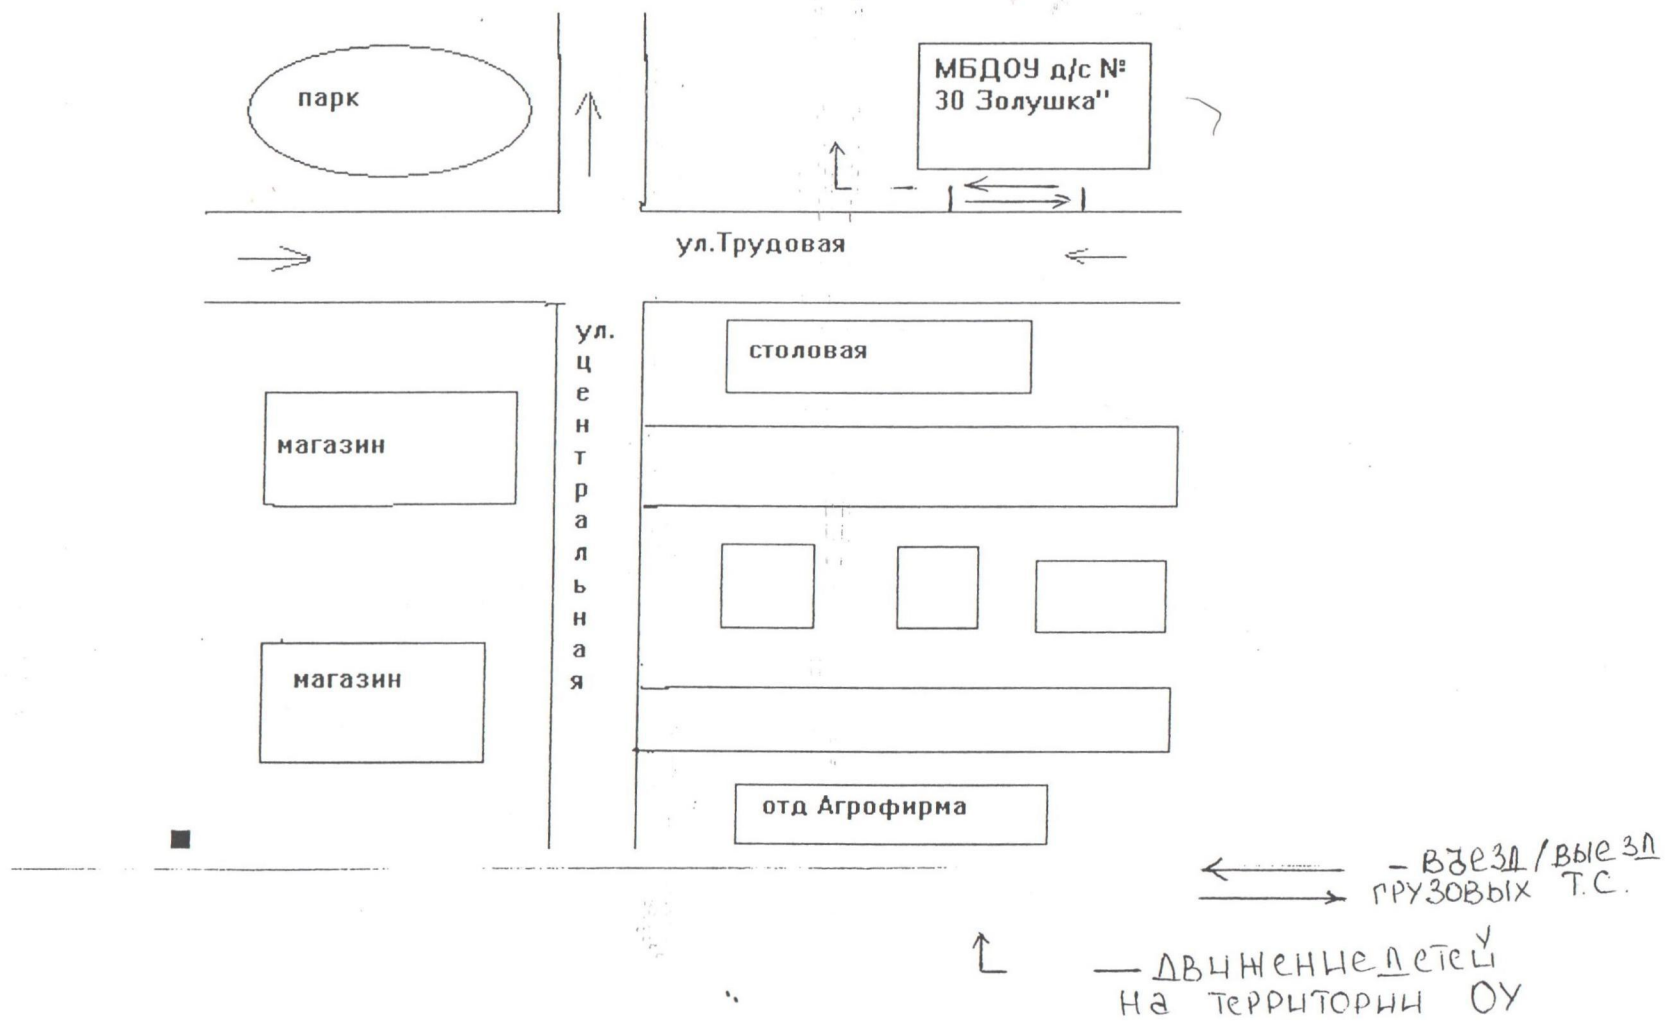 парк
МБДОУ д/с №
30 Золушка"
ул.Трудовая
ул.
ц
е
н
т
р
а
л
ь
н
а
я
столовая
магазин
магазин
отд Агрофирма
- Въезд/выезд
грузовых т.с.
— движение детей
на территории ОУ